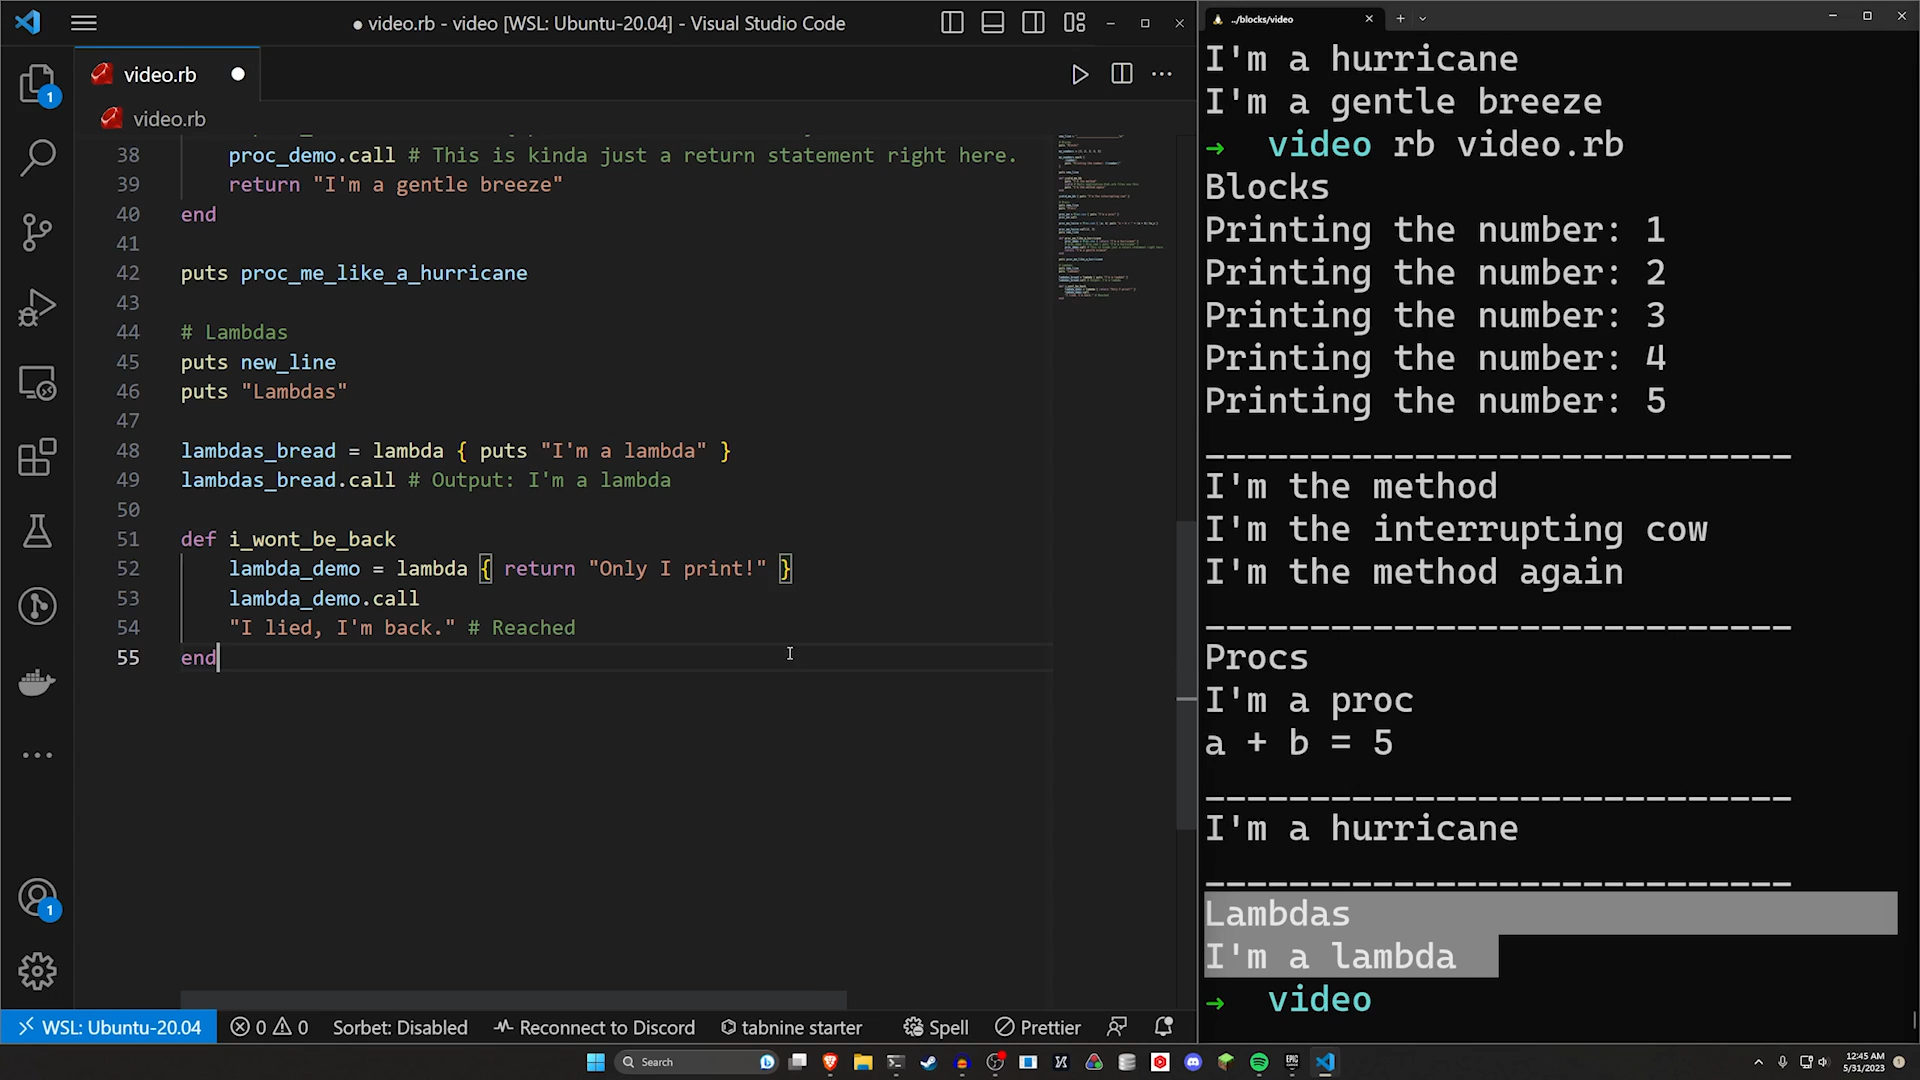 video.rb - video [WSL: Ubuntu-20.04] - Visual Studio Code
video.rb
video.rb
38 proc_demo.call # This is kinda just a return statement right here.
39 return "I'm a gentle breeze"
40 end
41
42 puts proc_me_like_a_hurricane
43
44 # Lambdas
45 puts new_line
46 puts "Lambdas"
47
48 lambdas_bread = lambda { puts "I'm a lambda" }
49 lambdas_bread.call # Output: I'm a lambda
50
51 def i_wont_be_back
52 lambda_demo = lambda { return "Only I print!" }
53 lambda_demo.call
54 "I lied, I'm back." # Reached
55 end
1
1
WSL: Ubuntu-20.04 0 0 Sorbet: Disabled Reconnect to Discord tabnine starter Spell Prettier
../blocks/video
I'm a hurricane
I'm a gentle breeze
→ video rb video.rb
Blocks
Printing the number: 1
Printing the number: 2
Printing the number: 3
Printing the number: 4
Printing the number: 5
____________________________
I'm the method
I'm the interrupting cow
I'm the method again
____________________________
Procs
I'm a proc
a + b = 5
____________________________
I'm a hurricane
____________________________
Lambdas
I'm a lambda
→ video
Search
12:45 AM
5/31/2023